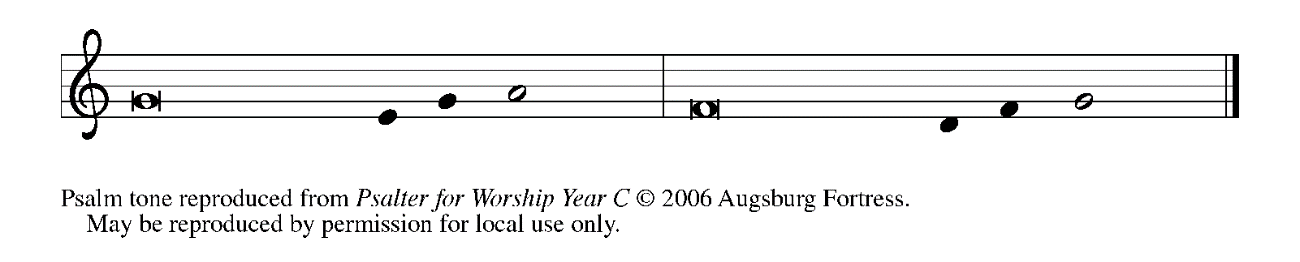 Psalm tone reproduced from Psalter for Worship Year C © 2006 Augsburg Fortress.
May be reproduced by permission for local use only.